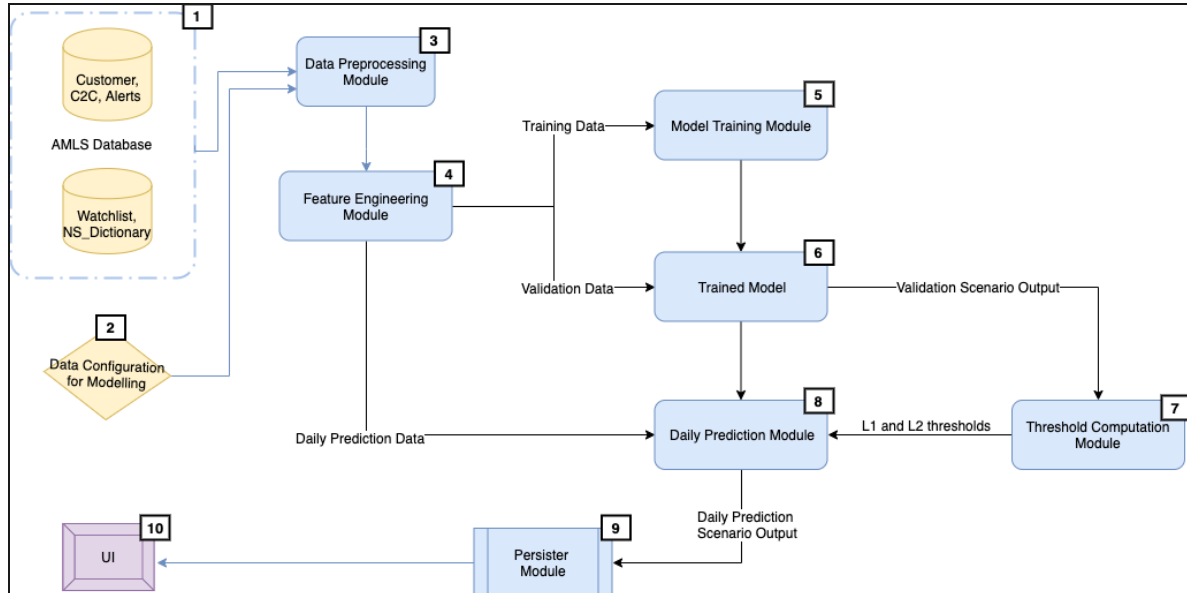 1
Customer,
C2C, Alerts
AMLS Database
Watchlist,
NS_Dictionary
2
Data Configuration
for Modelling
3
Data Preprocessing
Module
4
Feature Engineering
Module
Training Data
Validation Data
5
Model Training Module
6
Trained Model
Validation Scenario Output
7
Threshold Computation
Module
L1 and L2 thresholds
8
Daily Prediction Module
Daily Prediction Data
Daily Prediction
Scenario Output
9
Persister
Module
10
UI